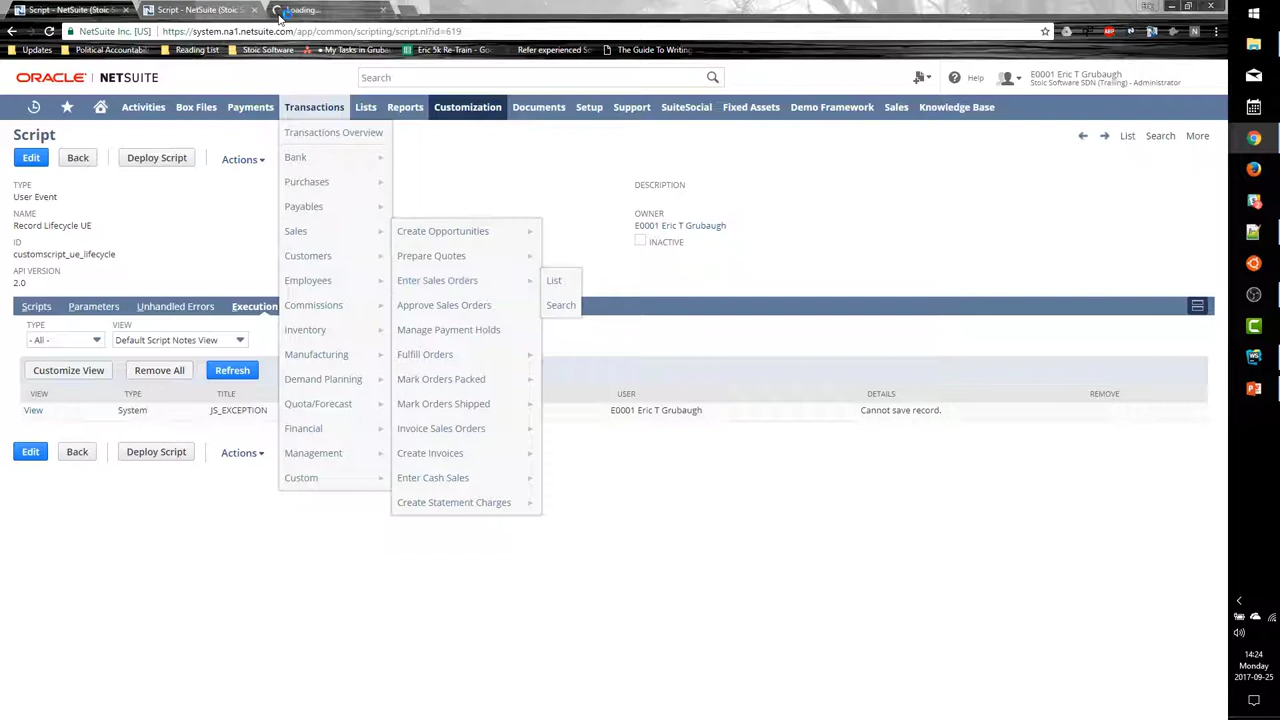 Script - NetSuite (Stoic
Script - NetSuite (Stoic S
Loading...
NetSuite Inc. [US]
https://system.na1.netsuite.com/app/common/scripting/script.nl?id=619
Updates
Political Accountabil
Reading List
Stoic Software
My Tasks in Grubau
Eric 5k Re-Test - Go
Refer experienced S
The Guide To Writing
ORACLE NETSUITE
Search
Help
E0001 Eric T Grubaugh
Stoic Software SDN (Trailing) - Administrator
Activities
Box Files
Payments
Transactions
Lists
Reports
Customization
Documents
Setup
Support
SuiteSocial
Fixed Assets
Demo Framework
Sales
Knowledge Base
Script
List
Search
More
Edit
Back
Deploy Script
Actions
Transactions Overview
Bank
Purchases
Payables
Sales
Customers
Employees
Commissions
Inventory
Manufacturing
Demand Planning
Quota/Forecast
Financial
Management
Custom
Create Opportunities
Prepare Quotes
Enter Sales Orders
Approve Sales Orders
Manage Payment Holds
Fulfill Orders
Mark Orders Packed
Mark Orders Shipped
Invoice Sales Orders
Create Invoices
Enter Cash Sales
Create Statement Charges
List
Search
TYPE
User Event
NAME
Record Lifecycle UE
ID
customscript_ue_lifecycle
API VERSION
2.0
DESCRIPTION
OWNER
E0001 Eric T Grubaugh
INACTIVE
Scripts
Parameters
Unhandled Errors
Execution
TYPE
- All -
VIEW
Default Script Notes View
Customize View
Remove All
Refresh
VIEW
TYPE
TITLE
USER
DETAILS
REMOVE
View
System
JS_EXCEPTION
E0001 Eric T Grubaugh
Cannot save record.
Edit
Back
Deploy Script
Actions
14:24
Monday
2017-09-25